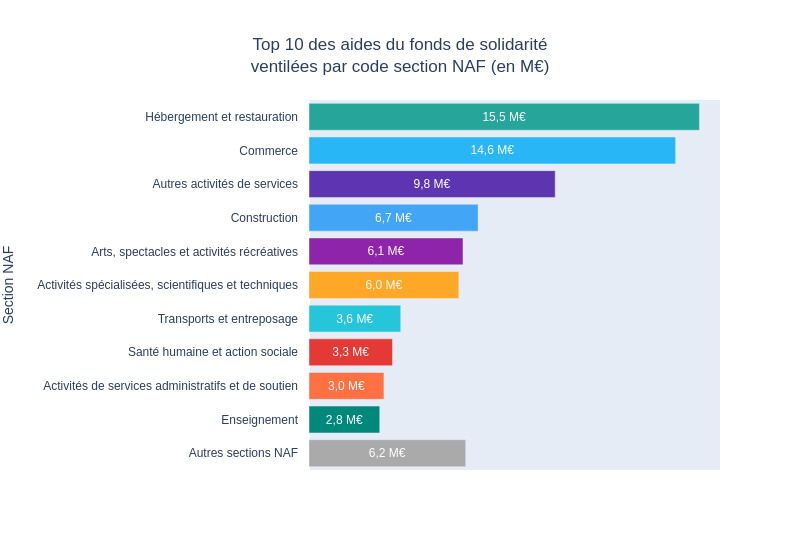 Top 10 des aides du fonds de solidarité
ventilées par code section NAF (en M€)
Section NAF
Hébergement et restauration 15,5 M€
Commerce 14,6 M€
Autres activités de services 9,8 M€
Construction 6,7 M€
Arts, spectacles et activités récréatives 6,1 M€
Activités spécialisées, scientifiques et techniques 6,0 M€
Transports et entreposage 3,6 M€
Santé humaine et action sociale 3,3 M€
Activités de services administratifs et de soutien 3,0 M€
Enseignement 2,8 M€
Autres sections NAF 6,2 M€